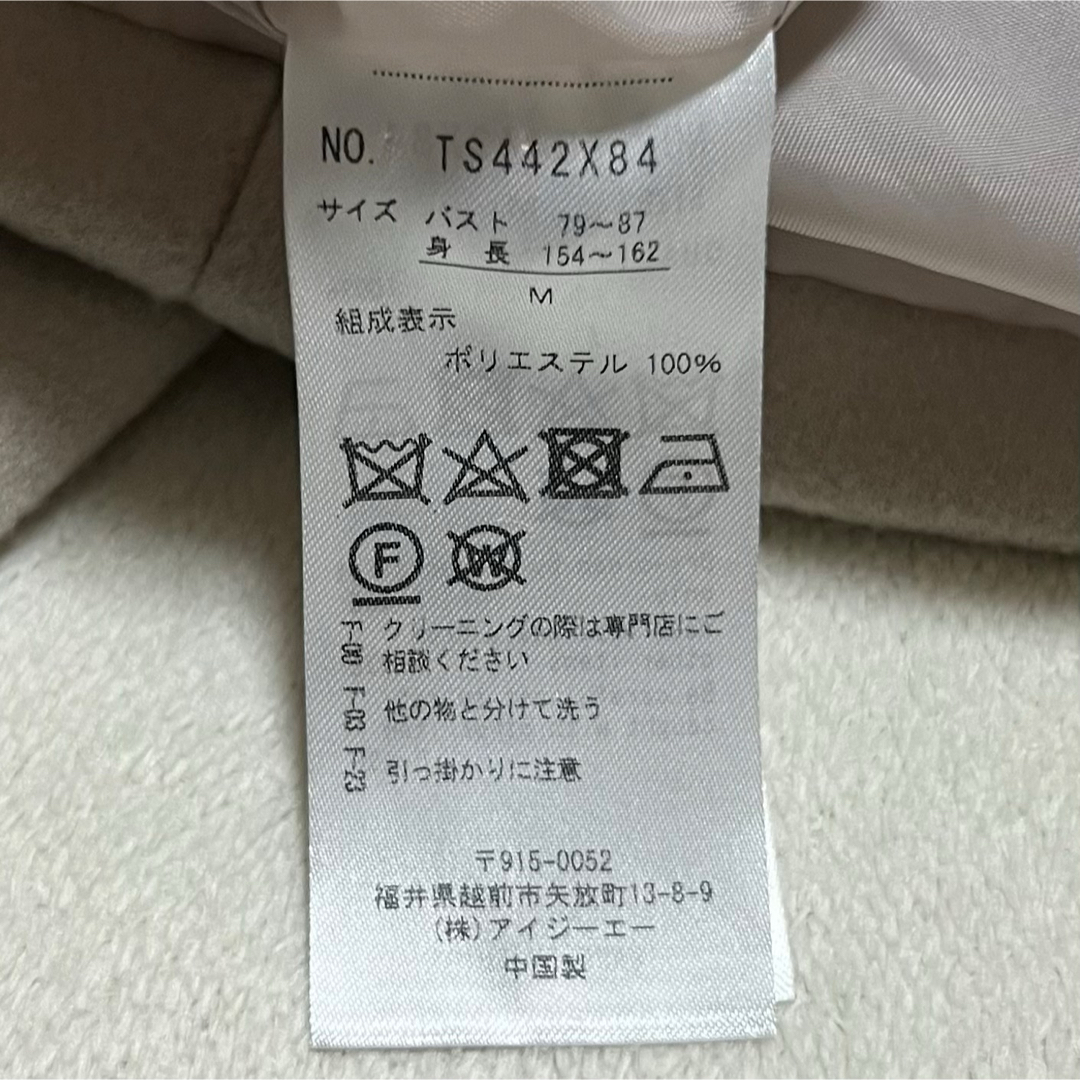 NO. TS442X84
サイズ バスト 79~87
身長 154~162
M
組成表示
ポリエステル 100%
F W
F-00 クリーニングの際は専門店にご
相談ください
F-03 他の物と分けて洗う
F-23 引っ掛かりに注意
〒915-0052
福井県越前市矢放町13-8-9
(株)アイジーエー
中国製